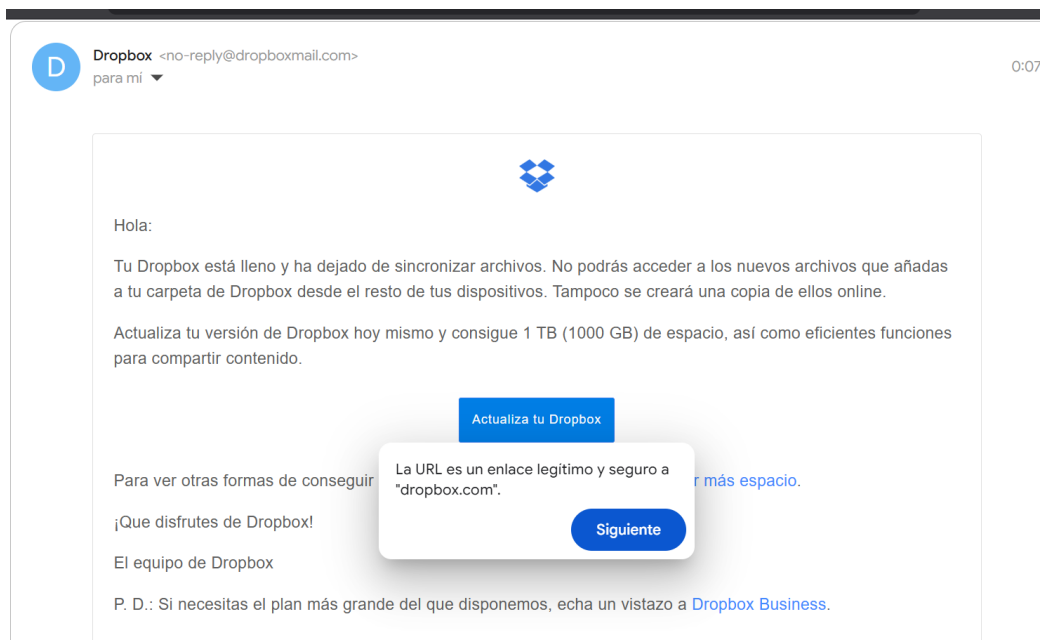 D
Dropbox <no-reply@dropboxmail.com>
para mí
0:07
Hola:
Tu Dropbox está lleno y ha dejado de sincronizar archivos. No podrás acceder a los nuevos archivos que añadas
a tu carpeta de Dropbox desde el resto de tus dispositivos. Tampoco se creará una copia de ellos online.
Actualiza tu versión de Dropbox hoy mismo y consigue 1 TB (1000 GB) de espacio, así como eficientes funciones
para compartir contenido.
Actualiza tu Dropbox
La URL es un enlace legítimo y seguro a
"dropbox.com".
Siguiente
Para ver otras formas de conseguir más espacio.
¡Que disfrutes de Dropbox!
El equipo de Dropbox
P. D.: Si necesitas el plan más grande del que disponemos, echa un vistazo a Dropbox Business.